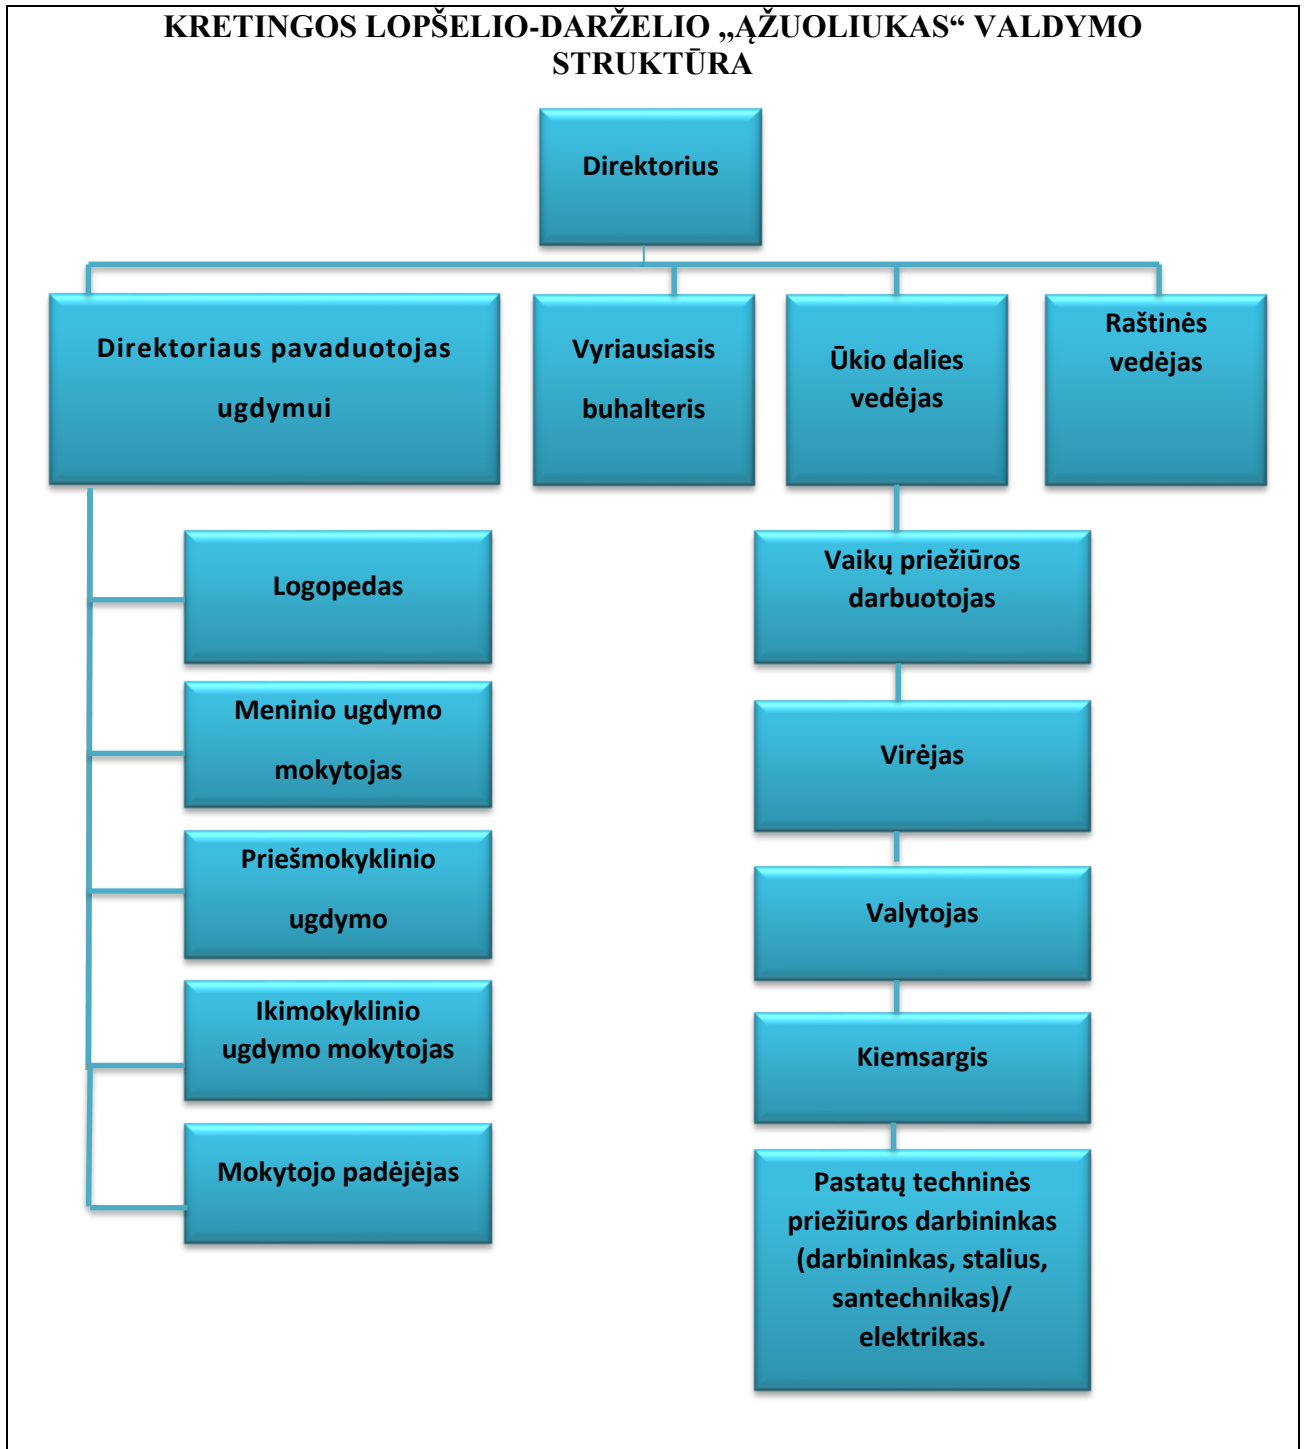 KRETINGOS LOPŠELIO-DARŽELIO „ĄŽUOLIUKAS“ VALDYMO
STRUKTŪRA
Direktorius
Direktoriaus pavaduotojas
ugdymui
Vyriausiasis
buhalteris
Ūkio dalies
vedėjas
Raštinės
vedėjas
Logopedas
Meninio ugdymo
mokytojas
Priešmokyklinio
ugdymo
Ikimokyklinio
ugdymo mokytojas
Mokytojo padėjėjas
Vaikų priežiūros
darbuotojas
Virėjas
Valytojas
Kiemsargis
Pastatų techninės
priežiūros darbininkas
(darbininkas, stalius,
santechnikas)/
elektrikas.